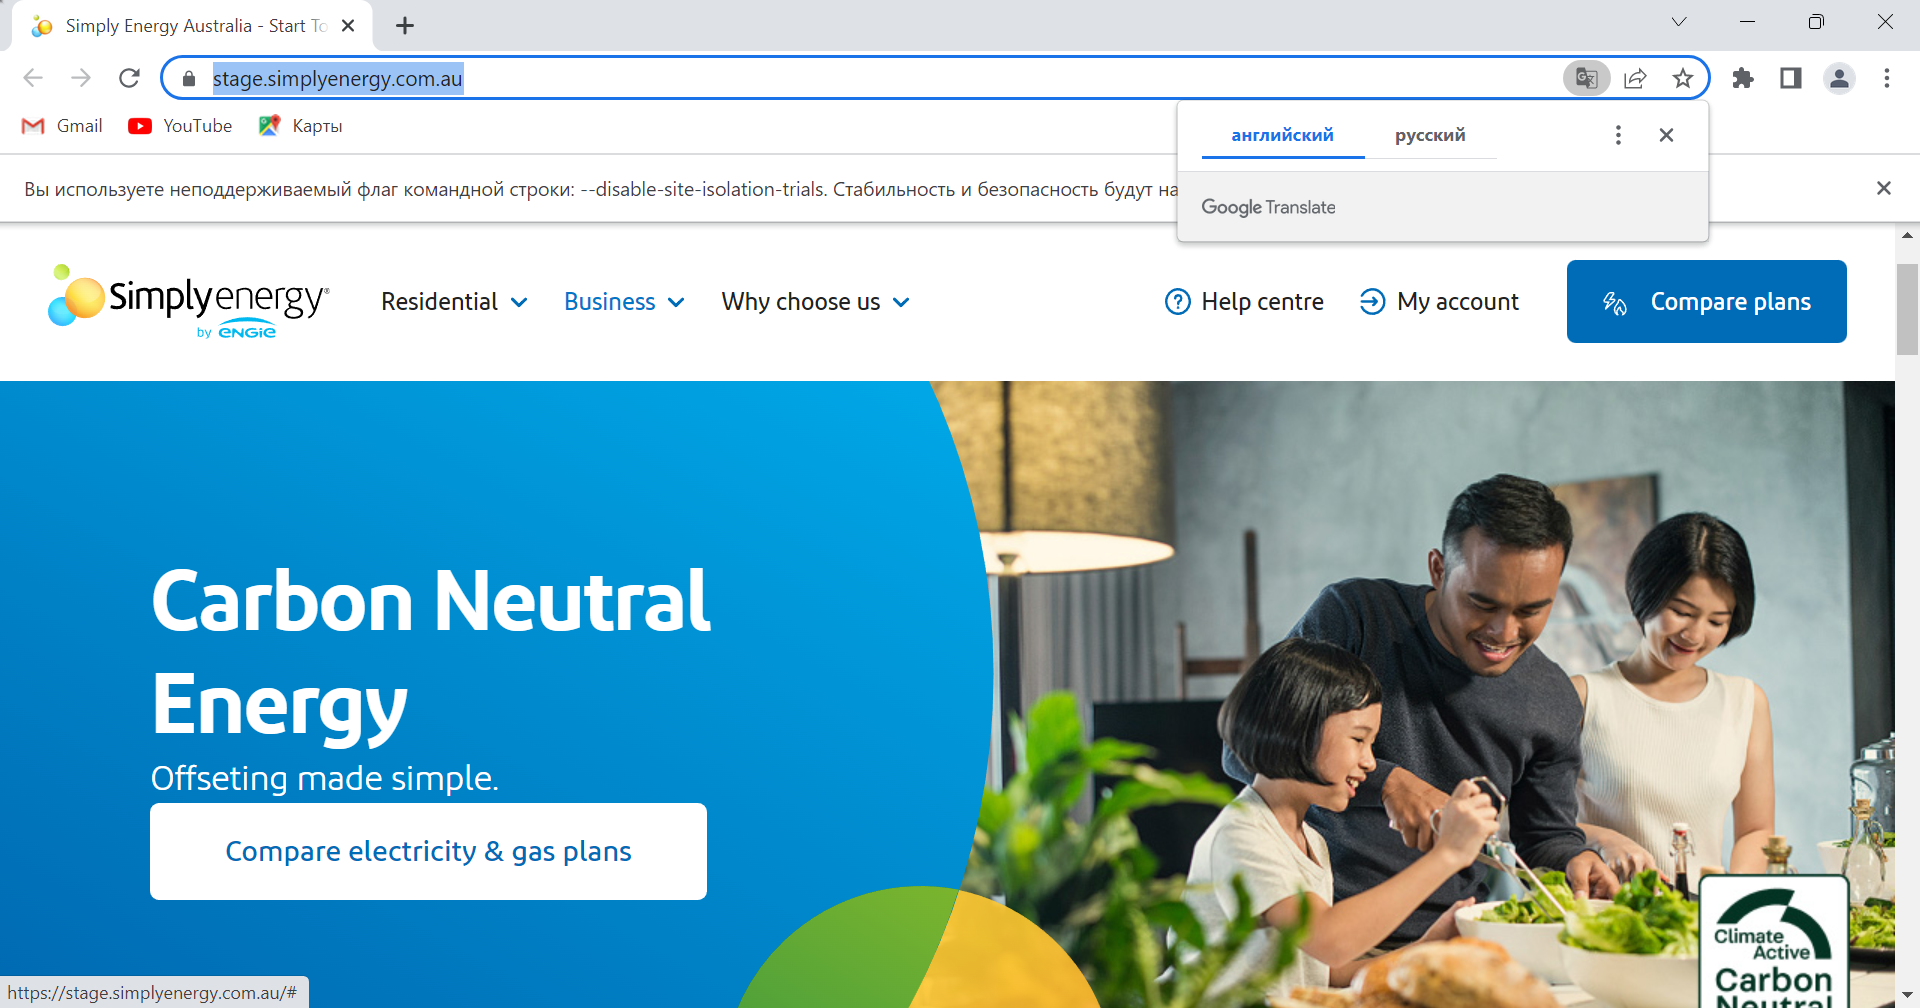 Simply Energy Australia - Start To
stage.simplyenergy.com.au
Gmail
YouTube
Карты
английский
русский
Вы используете неподдерживаемый флаг командной строки: --disable-site-isolation-trials. Стабильность и безопасность будут на
Google Translate
Simply energy®
by ENGIE
Residential
Business
Why choose us
? Help centre
My account
Compare plans
Carbon Neutral
Energy
Offseting made simple.
Compare electricity & gas plans
Climate
Active
Carbon
Neutral
https://stage.simplyenergy.com.au/#